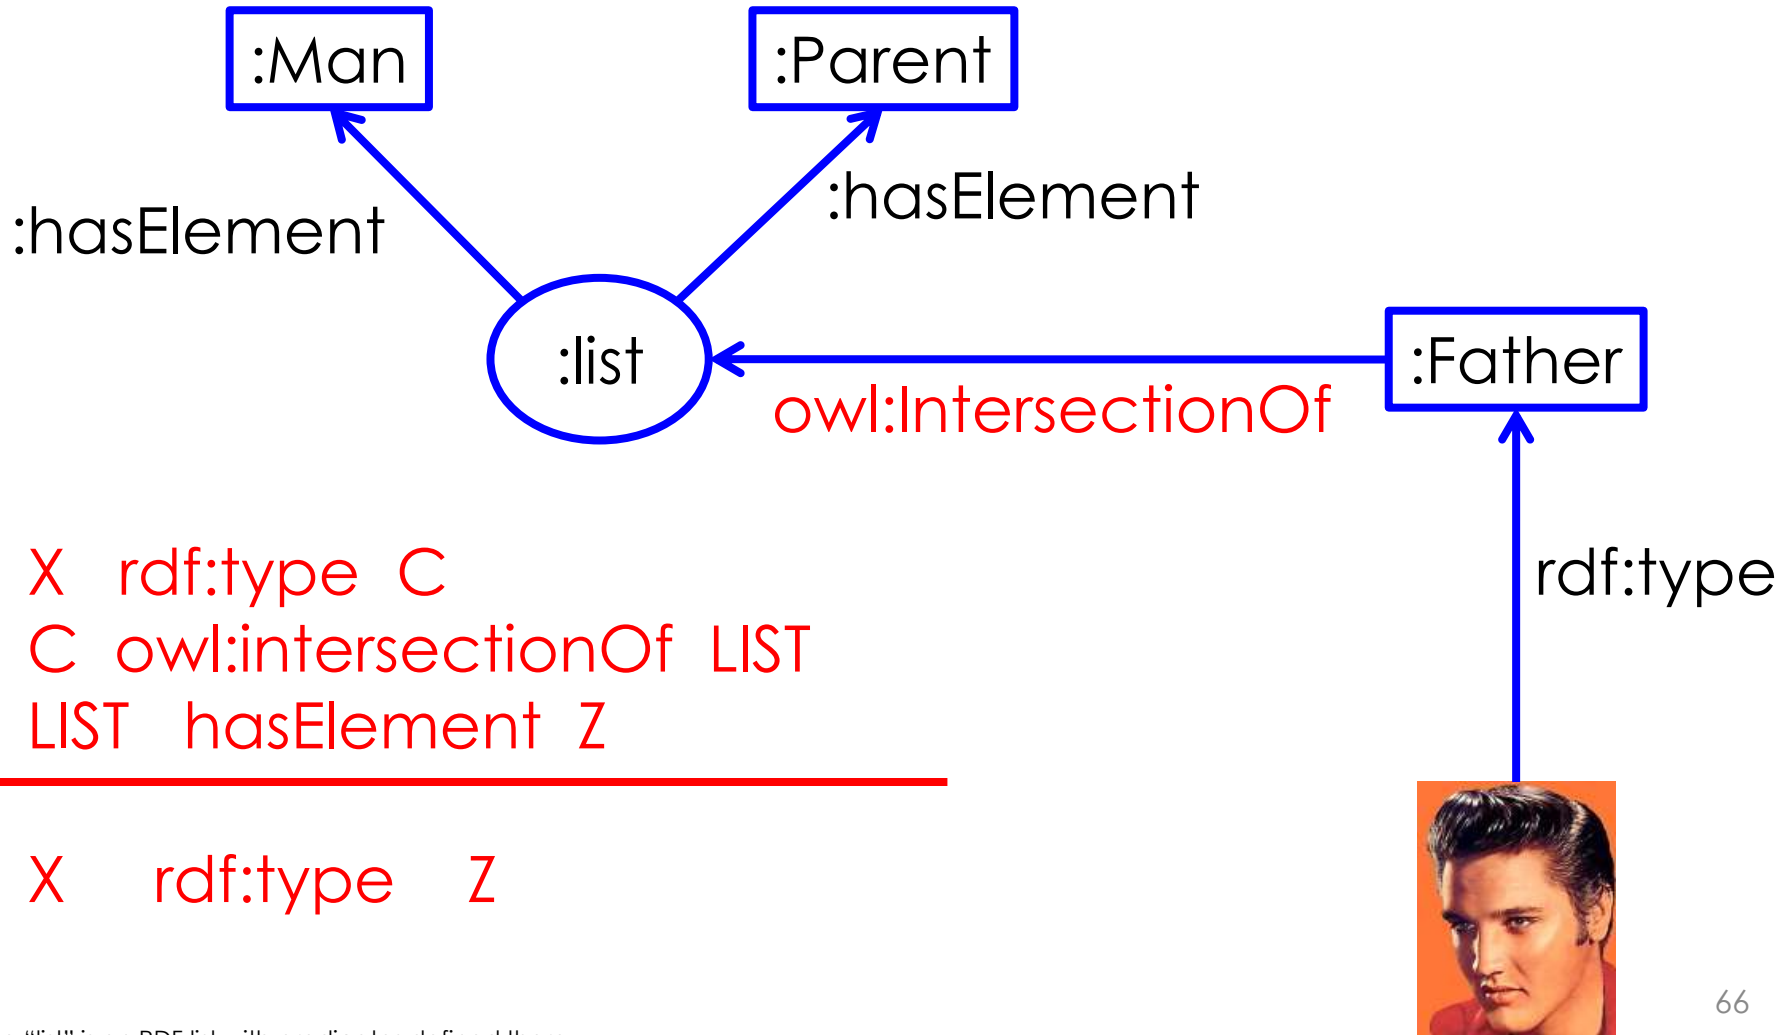 :Man
:Parent
:hasElement
:hasElement
:list
:Father
owl:IntersectionOf
X rdf:type C
rdf:type
C owl:intersectionOf LIST
LIST hasElement Z
X rdf:type Z
66